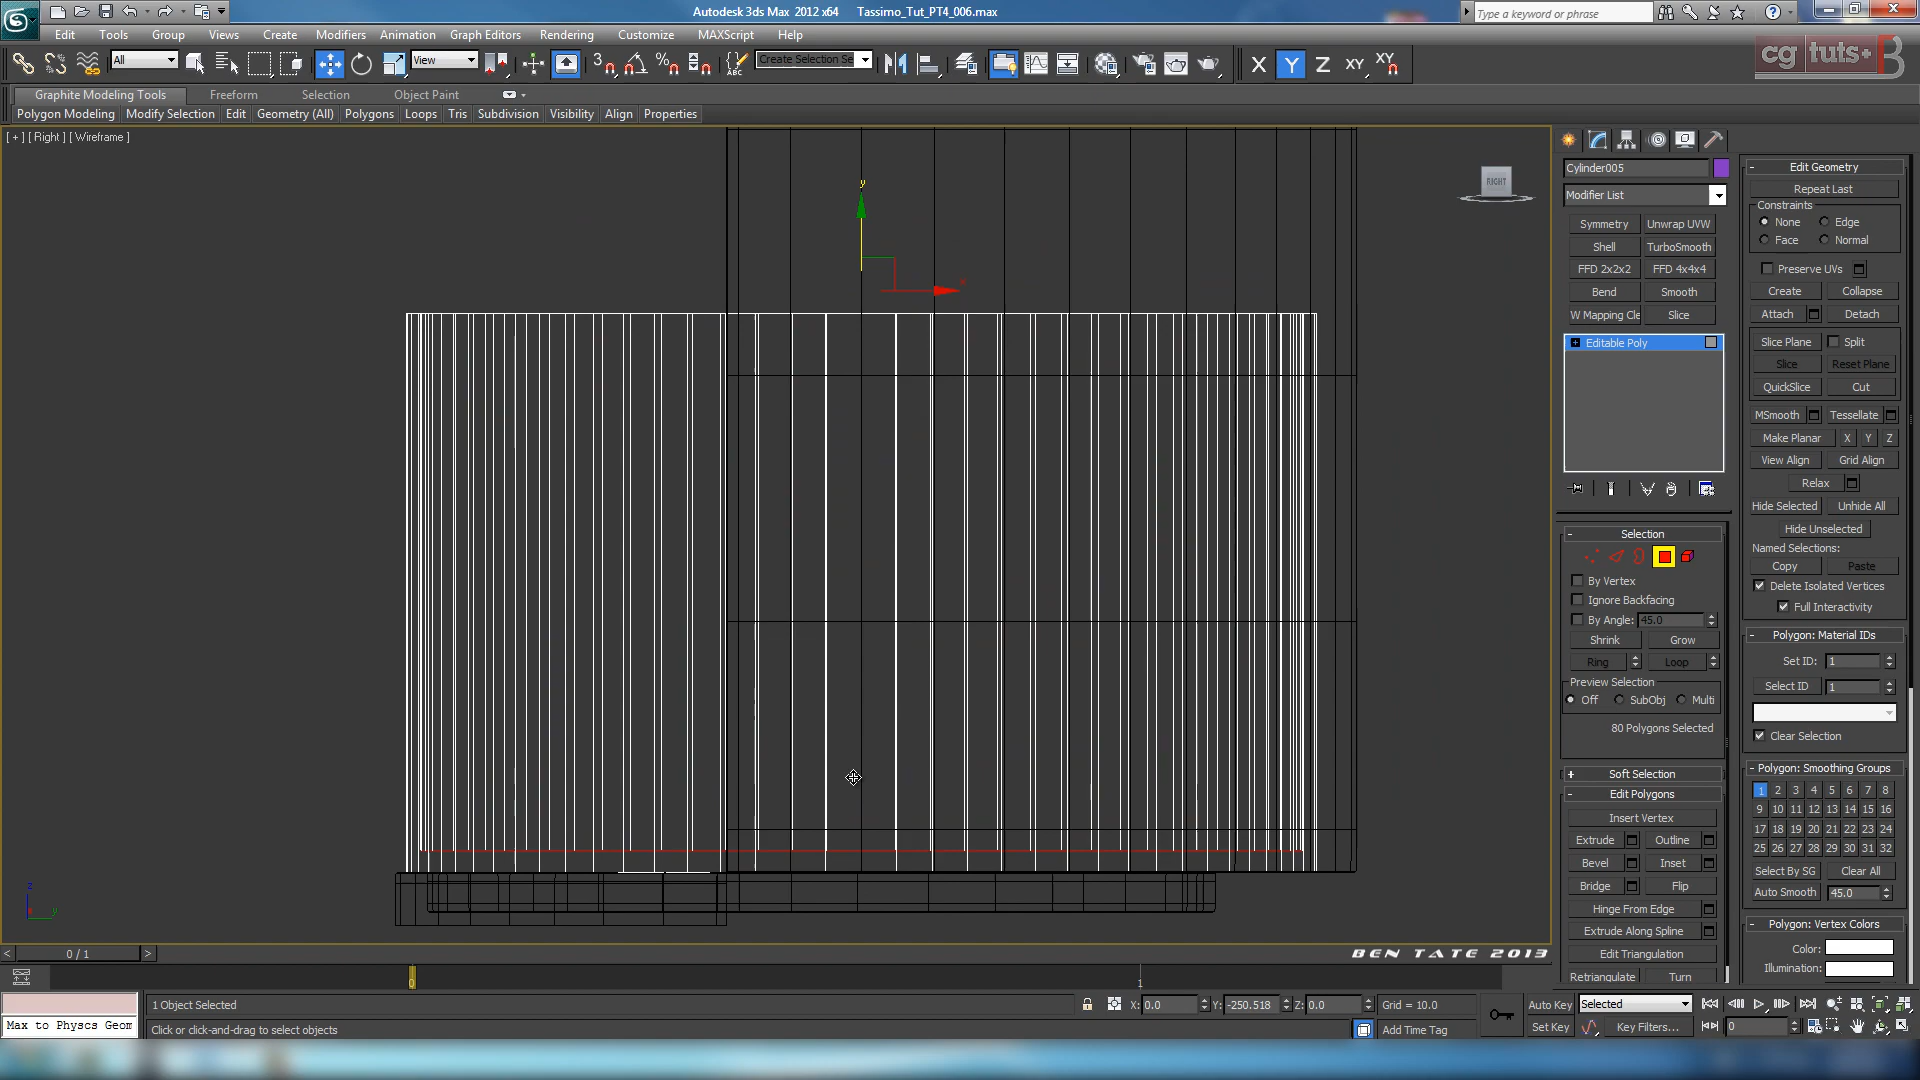 Autodesk 3ds Max 2012 x64 Tassimo_Tut_PT4_006.max
Type a keyword or phrase
Edit Tools Group Views Create Modifiers Animation Graph Editors Rendering Customize MAXScript Help
All View Create Selection Se X Y Z XY XY
cg tuts+
Graphite Modeling Tools Freeform Selection Object Paint
Polygon Modeling Modify Selection Edit Geometry (All) Polygons Loops Tris Subdivision Visibility Align Properties
[ + ] [ Right ] [ Wireframe ]
RIGHT
y
x
z
y
Cylinder005
Modifier List
Symmetry Unwrap UVW
Shell TurboSmooth
FFD 2x2x2 FFD 4x4x4
Bend Smooth
W Mapping Cle Slice
Editable Poly
Selection
By Vertex
Ignore Backfacing
By Angle: 45.0
Shrink Grow
Ring Loop
Preview Selection
Off SubObj Multi
80 Polygons Selected
Soft Selection
Edit Polygons
Insert Vertex
Extrude Outline
Bevel Inset
Bridge Flip
Hinge From Edge
Extrude Along Spline
Edit Triangulation
Retriangulate Turn
Edit Geometry
Repeat Last
Constraints
None Edge
Face Normal
Preserve UVs
Create Collapse
Attach Detach
Slice Plane Split
Slice Reset Plane
QuickSlice Cut
MSmooth Tessellate
Make Planar X Y Z
View Align Grid Align
Relax
Hide Selected Unhide All
Hide Unselected
Named Selections:
Copy Paste
Delete Isolated Vertices
Full Interactivity
Polygon: Material IDs
Set ID: 1
Select ID 1
Clear Selection
Polygon: Smoothing Groups
1 2 3 4 5 6 7 8
9 10 11 12 13 14 15 16
17 18 19 20 21 22 23 24
25 26 27 28 29 30 31 32
Select By SG Clear All
Auto Smooth 45.0
Polygon: Vertex Colors
Color:
Illumination:
BEN TATE 2013
< 0 / 1 >
0 1
1 Object Selected X: 0.0 Y: -250.518 Z: 0.0 Grid = 10.0 Auto Key Selected
Max to Physcs Geom Click or click-and-drag to select objects Add Time Tag Set Key Key Filters... 0